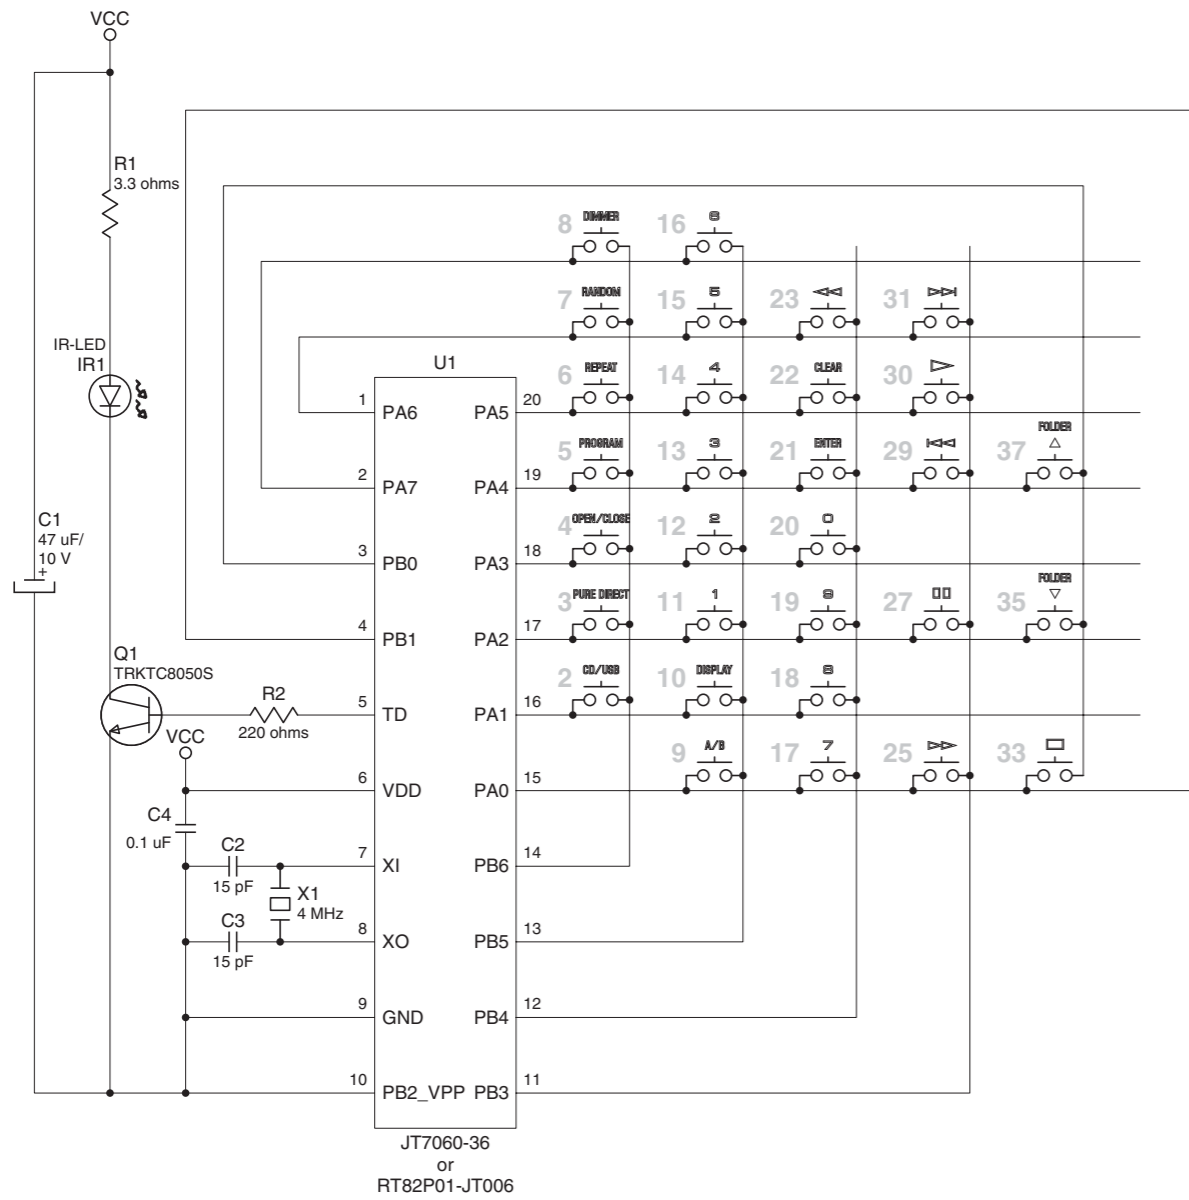 VCC
R1
3.3 ohms
8 DIMMER 16 6
7 RANDOM 15 5 23 31
IR-LED
IR1
U1
6 REPEAT 14 4 22 CLEAR 30
1 PA6 PA5 20
FOLDER
5 PROGRAM 13 3 21 ENTER 29 37
2 PA7 PA4 19
C1
47 uF/
10 V
+
4 OPEN/CLOSE 12 2 20 0
3 PB0 PA3 18
FOLDER
3 PURE DIRECT 11 1 19 9 27 35
4 PB1 PA2 17
Q1
TRKTC8050S
2 CD/USB 10 DISPLAY 18 8
R2
220 ohms
5 TD PA1 16
VCC
9 A/B 17 7 25 33
6 VDD PA0 15
C4
0.1 uF
C2
15 pF
7 XI PB6 14
X1
4 MHz
C3
15 pF
8 XO PB5 13
9 GND PB4 12
10 PB2_VPP PB3 11
JT7060-36
or
RT82P01-JT006